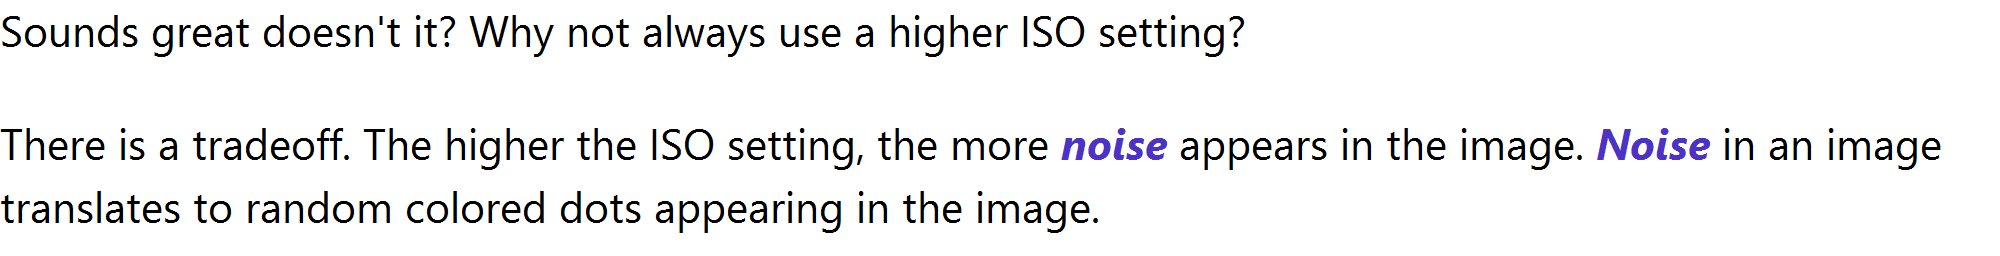 Sounds great doesn't it? Why not always use a higher ISO setting?
There is a tradeoff. The higher the ISO setting, the more noise appears in the image. Noise in an image
translates to random colored dots appearing in the image.